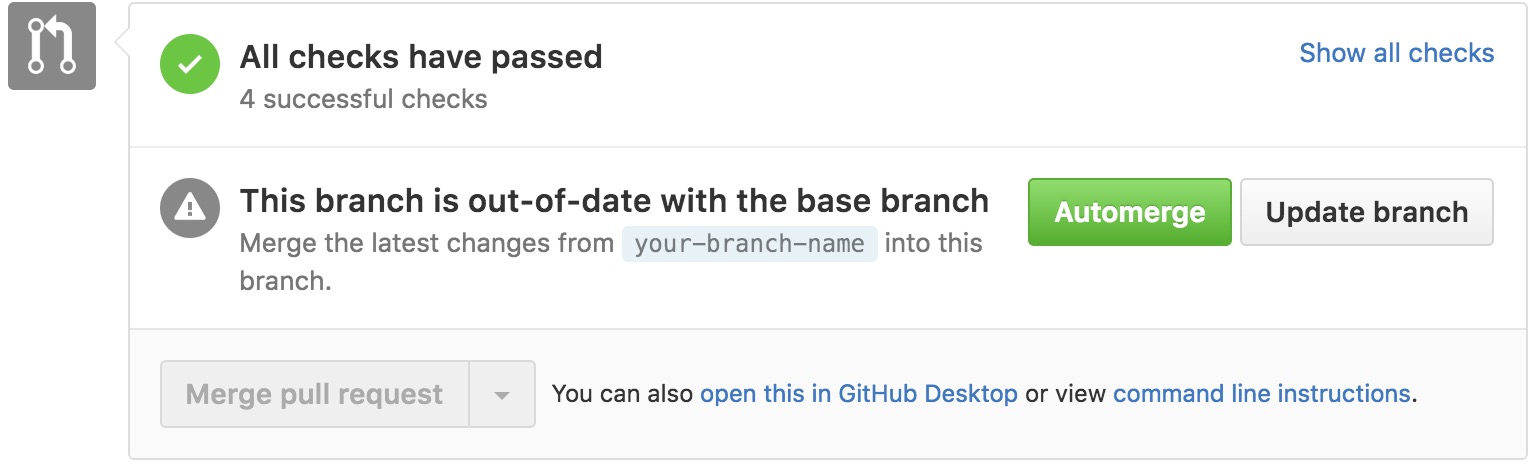 All checks have passed
Show all checks
4 successful checks
This branch is out-of-date with the base branch
Automerge
Update branch
Merge the latest changes from your-branch-name into this
branch.
Merge pull request
You can also open this in GitHub Desktop or view command line instructions.